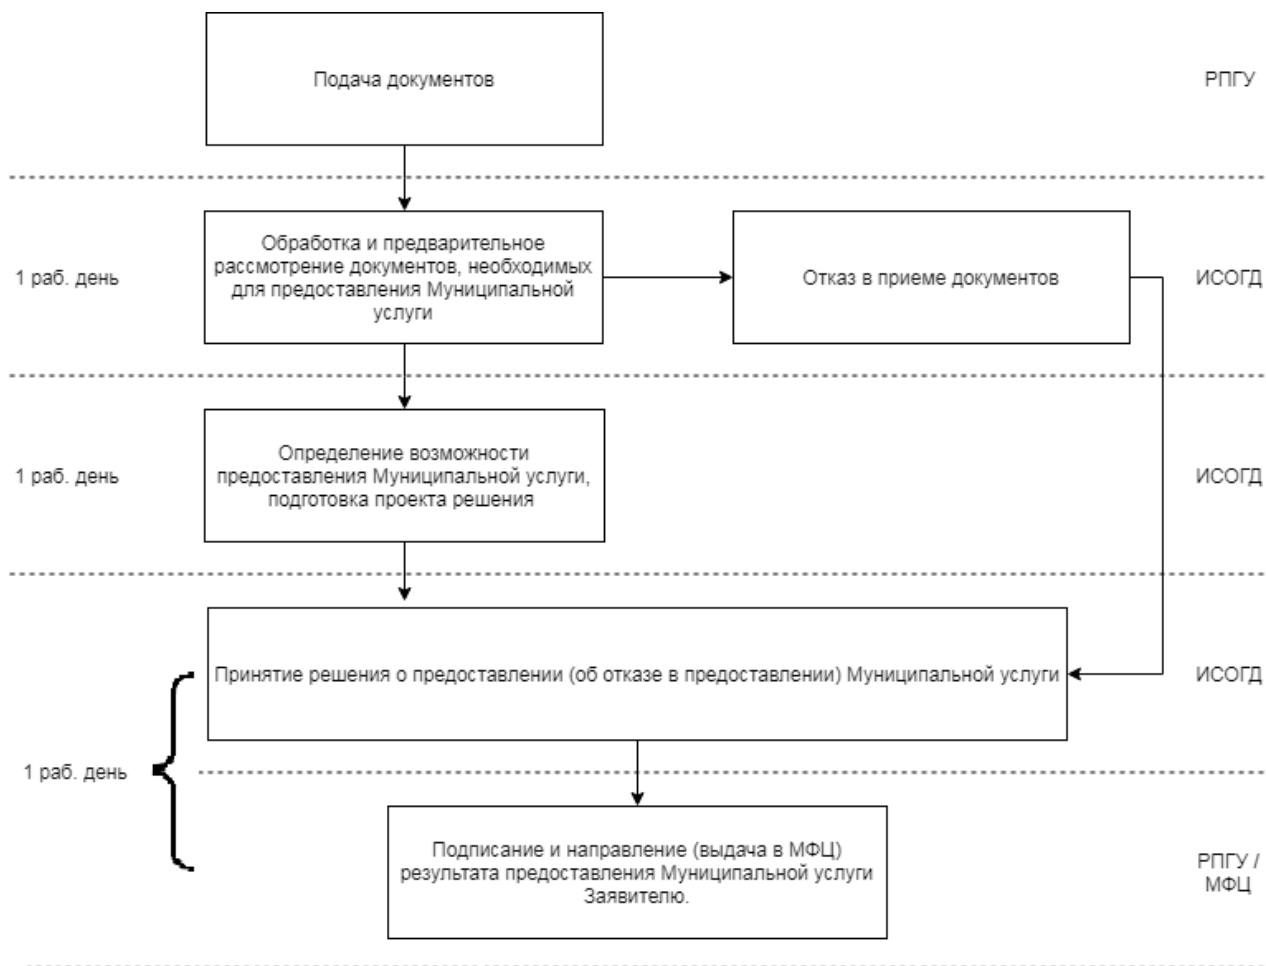 Подача документов
РПГУ
1 раб. день
Обработка и предварительное
рассмотрение документов, необходимых
для предоставления Муниципальной
услуги
Отказ в приеме документов
ИСОГД
1 раб. день
Определение возможности
предоставления Муниципальной услуги,
подготовка проекта решения
ИСОГД
Принятие решения о предоставлении (об отказе в предоставлении) Муниципальной услуги
ИСОГД
1 раб. день
Подписание и направление (выдача в МФЦ)
результата предоставления Муниципальной услуги
Заявителю.
РПГУ /
МФЦ